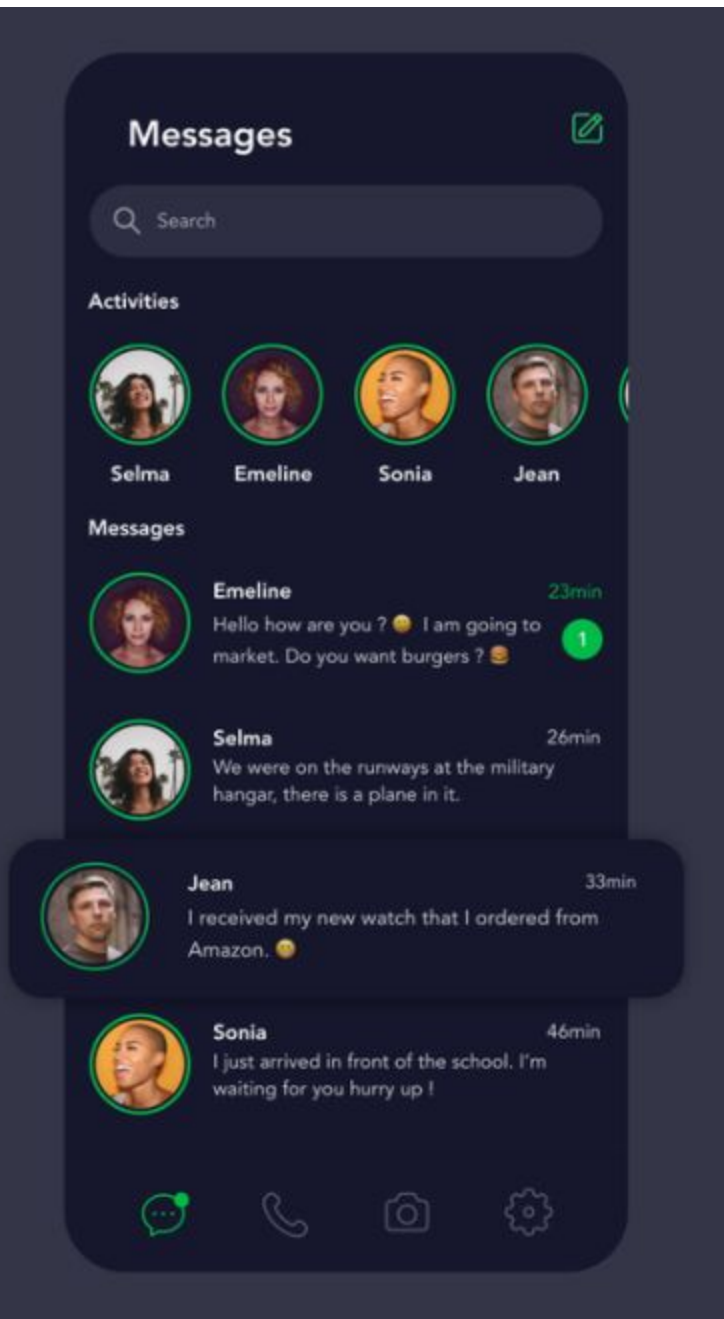 Messages
Search
Activities
Selma Emeline Sonia Jean
Messages
Emeline 23min
Hello how are you ? 😀 I am going to
market. Do you want burgers ? 🍔
1
Selma 26min
We were on the runways at the military
hangar, there is a plane in it.
Jean 33min
I received my new watch that I ordered from
Amazon. 😀
Sonia 46min
I just arrived in front of the school. I'm
waiting for you hurry up !